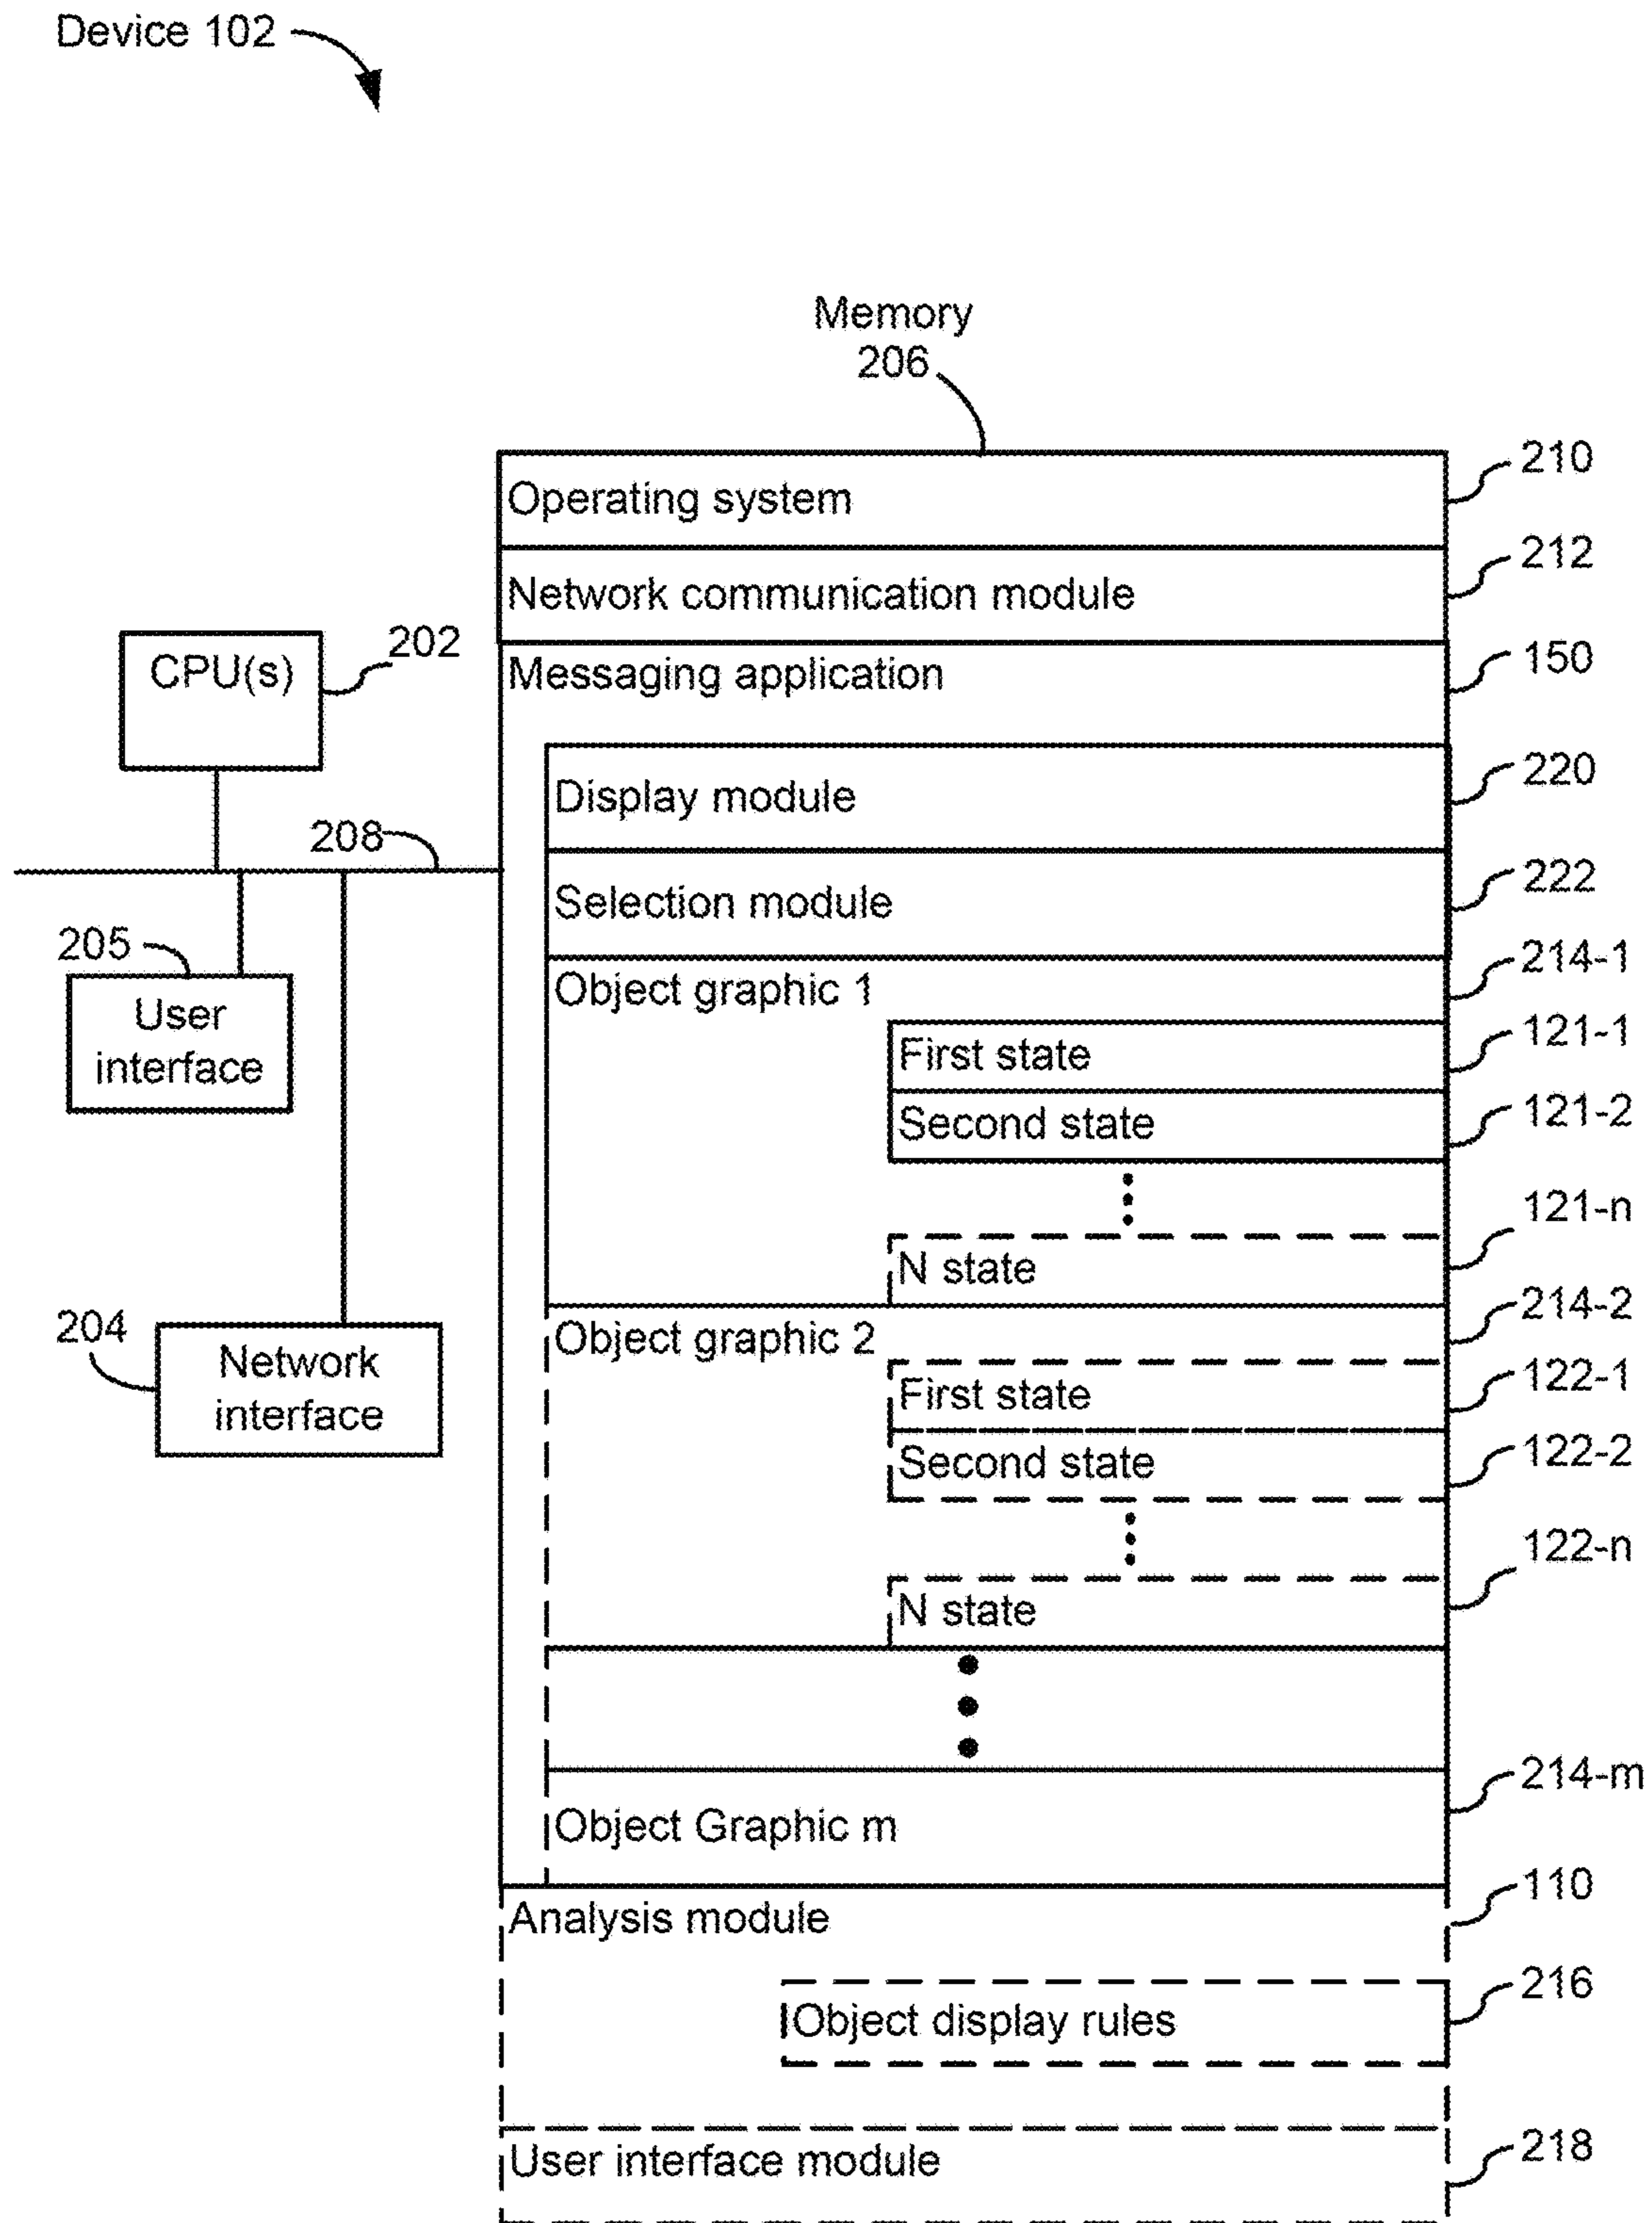 Device 102
Memory
206
Operating system
210
Network communication module
212
CPU(s)
202
Messaging application
150
Display module
220
208
Selection module
222
205
User
interface
Object graphic 1
214-1
First state
121-1
Second state
121-2
N state
121-n
204
Network
interface
Object graphic 2
214-2
First state
122-1
Second state
122-2
N state
122-n
Object Graphic m
214-m
Analysis module
110
Object display rules
216
User interface module
218